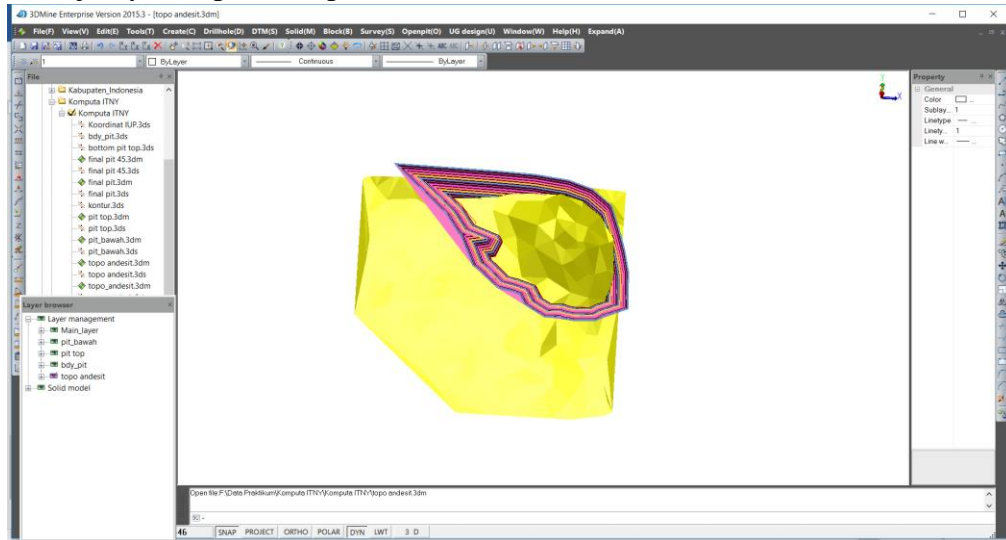 3DMine Enterprise Version 2015.3 - [topo andesit.3dm]
File(F) View(V) Edit(E) Tools(T) Create(C) Drillhole(D) DTM(S) Solid(M) Block(B) Survey(S) Openpit(O) UG design(U) Window(W) Help(H) Expand(A)
1 ByLayer Continuous ByLayer
File
Kabupaten_Indonesia
Komputa ITNY
Komputa ITNY
Koordinat IUP.3ds
bdy_pit.3ds
bottom pit top.3ds
final pit 45.3dm
final pit 45.3ds
final pit.3dm
final pit.3ds
kontur.3ds
pit top.3dm
pit top.3ds
pit_bawah.3dm
pit_bawah.3ds
topo andesit.3dm
topo andesit.3ds
topo_andesit.3dm
Layer browser
Layer management
Main_layer
pit_bawah
pit top
bdy_pit
topo andesit
Solid model
Y
X
Property
General
Color
Sublay... 1
Linetype
Linety... 1
Line w...
Open file:F:\Data Praktikum\Komputa ITNY\Komputa ITNY\topo andesit.3dm
46 SNAP PROJECT ORTHO POLAR DYN LWT 3 D